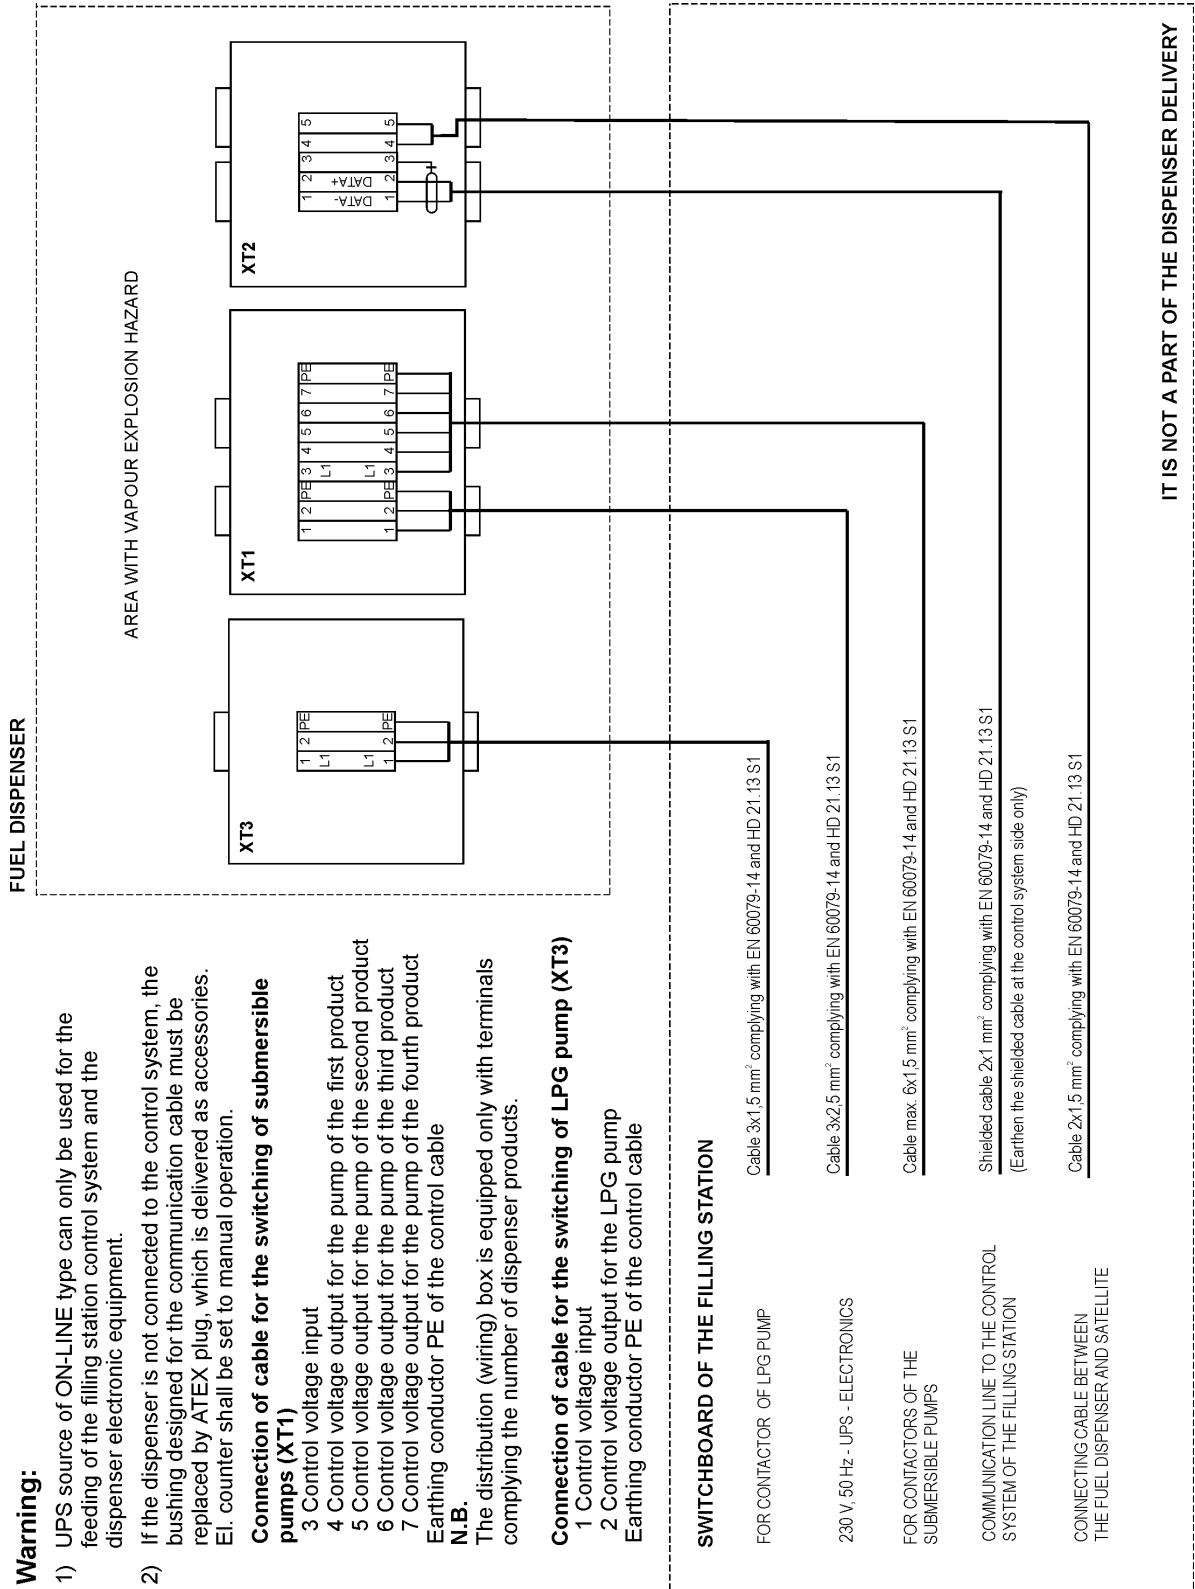 FUEL DISPENSER
AREA WITH VAPOUR EXPLOSION HAZARD
XT3
1 2 PE
L1
L1
1 2 PE
XT1
1 2 PE 3 4 5 6 7 PE
L1
L1
1 2 PE 3 4 5 6 7 PE
XT2
1 2 3 4 5
DATA-
DATA+
1 2 3 4 5
Warning:
1) UPS source of ON-LINE type can only be used for the
feeding of the filling station control system and the
dispenser electronic equipment.
2) If the dispenser is not connected to the control system, the
bushing designed for the communication cable must be
replaced by ATEX plug, which is delivered as accessories.
El. counter shall be set to manual operation.
Connection of cable for the switching of submersible
pumps (XT1)
3 Control voltage input
4 Control voltage output for the pump of the first product
5 Control voltage output for the pump of the second product
6 Control voltage output for the pump of the third product
7 Control voltage output for the pump of the fourth product
Earthing conductor PE of the control cable
N.B.
The distribution (wiring) box is equipped only with terminals
complying the number of dispenser products.
Connection of cable for the switching of LPG pump (XT3)
1 Control voltage input
2 Control voltage output for the LPG pump
Earthing conductor PE of the control cable
SWITCHBOARD OF THE FILLING STATION
FOR CONTACTOR OF LPG PUMP
Cable 3x1,5 mm² complying with EN 60079-14 and HD 21.13 S1
230 V, 50 Hz - UPS - ELECTRONICS
Cable 3x2,5 mm² complying with EN 60079-14 and HD 21.13 S1
FOR CONTACTORS OF THE
SUBMERSIBLE PUMPS
Cable max. 6x1,5 mm² complying with EN 60079-14 and HD 21.13 S1
COMMUNICATION LINE TO THE CONTROL
SYSTEM OF THE FILLING STATION
Shielded cable 2x1 mm² complying with EN 60079-14 and HD 21.13 S1
(Earthen the shielded cable at the control system side only)
CONNECTING CABLE BETWEEN
THE FUEL DISPENSER AND SATELLITE
Cable 2x1,5 mm² complying with EN 60079-14 and HD 21.13 S1
IT IS NOT A PART OF THE DISPENSER DELIVERY